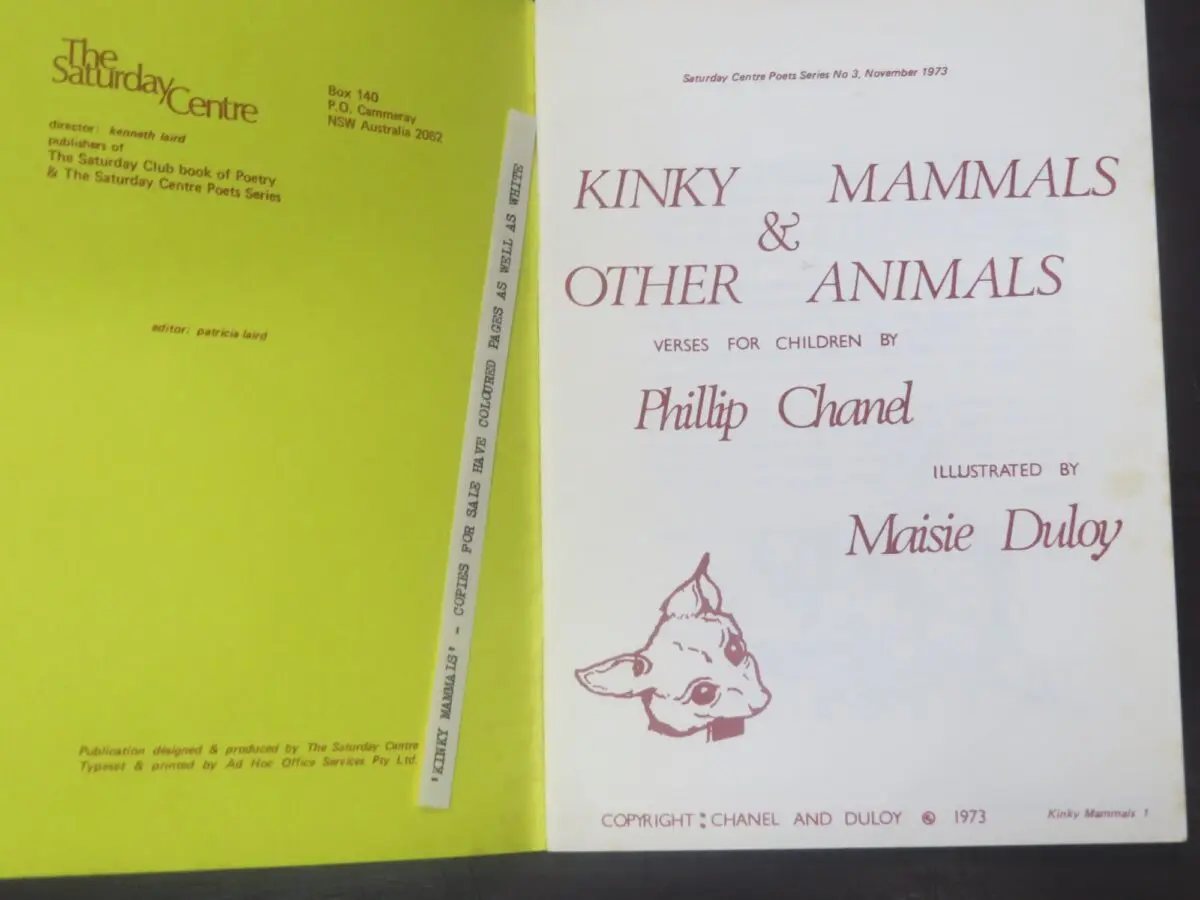 The
Saturday
Centre
director: kenneth laird
publishers of
The Saturday Club book of Poetry
& The Saturday Centre Poets Series
Box 140
P.O. Cammeray
NSW Australia 2062
editor: patricia laird
Publication designed & produced by The Saturday Centre
Typeset & printed by Ad Hoc Office Services Pty Ltd.
'KINKY MAMMALS' - COPIES FOR SALE HAVE COLOURED PAGES AS WELL AS WHITE
Saturday Centre Poets Series No 3, November 1973
KINKY MAMMALS
&
OTHER ANIMALS
VERSES FOR CHILDREN BY
Phillip Chanel
ILLUSTRATED BY
Maisie Duloy
COPYRIGHT : CHANEL AND DULOY © 1973
Kinky Mammals 1